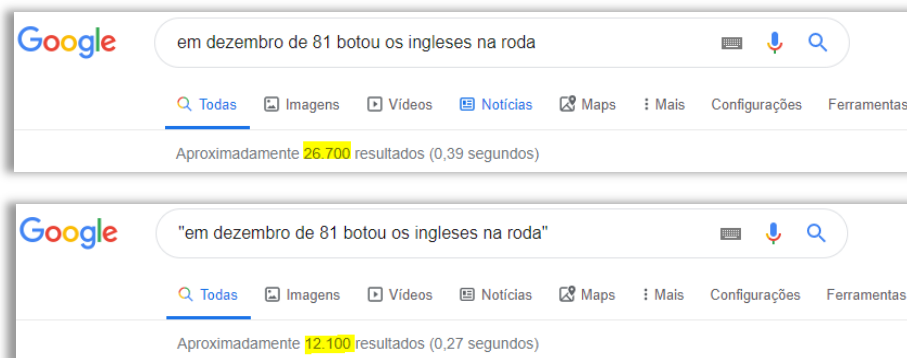 Google em dezembro de 81 botou os ingleses na roda
Todas Imagens Vídeos Notícias Maps Mais Configurações Ferramentas
Aproximadamente 26.700 resultados (0,39 segundos)
Google "em dezembro de 81 botou os ingleses na roda"
Todas Imagens Vídeos Notícias Maps Mais Configurações Ferramentas
Aproximadamente 12.100 resultados (0,27 segundos)